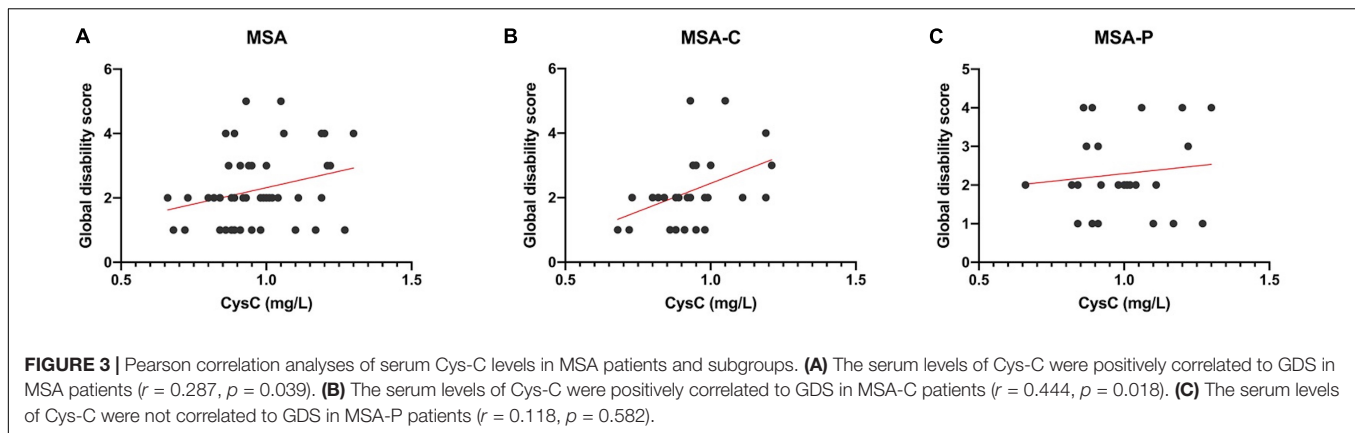 A
MSA
Global disability score
6
4
2
0
0.5
1.0
1.5
CysC (mg/L)
B
MSA-C
Global disability score
6
4
2
0
0.5
1.0
1.5
CysC (mg/L)
C
MSA-P
Global disability score
5
4
3
2
1
0
0.5
1.0
1.5
CysC (mg/L)
FIGURE 3 | Pearson correlation analyses of serum Cys-C levels in MSA patients and subgroups. (A) The serum levels of Cys-C were positively correlated to GDS in
MSA patients (r = 0.287, p = 0.039). (B) The serum levels of Cys-C were positively correlated to GDS in MSA-C patients (r = 0.444, p = 0.018). (C) The serum levels
of Cys-C were not correlated to GDS in MSA-P patients (r = 0.118, p = 0.582).